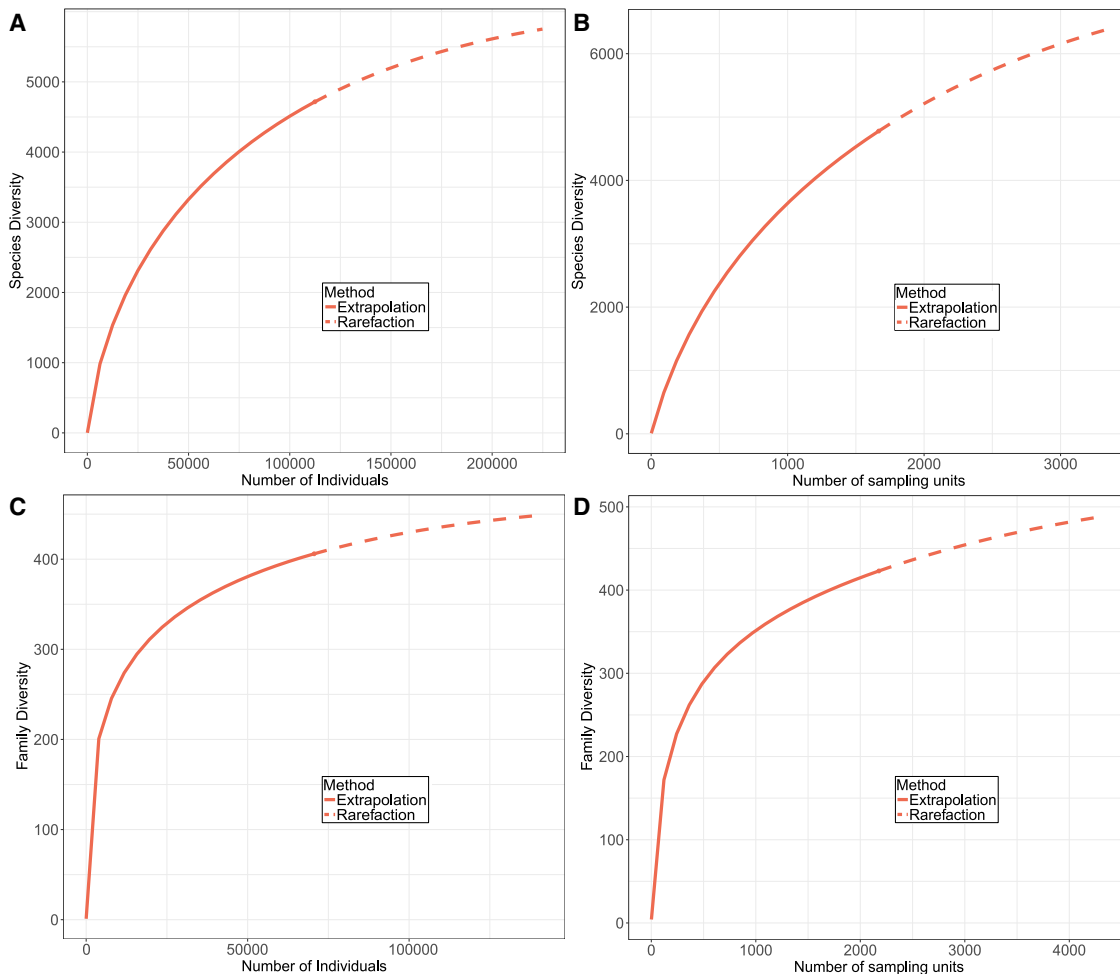 A
Species Diversity
5000
4000
3000
2000
1000
0
Method
Extrapolation
Rarefaction
0 50000 100000 150000 200000
Number of Individuals
B
Species Diversity
6000
4000
2000
0
Method
Extrapolation
Rarefaction
0 1000 2000 3000
Number of sampling units
C
Family Diversity
400
300
200
100
0
Method
Extrapolation
Rarefaction
0 50000 100000
Number of Individuals
D
Family Diversity
500
400
300
200
100
0
Method
Extrapolation
Rarefaction
0 1000 2000 3000 4000
Number of sampling units